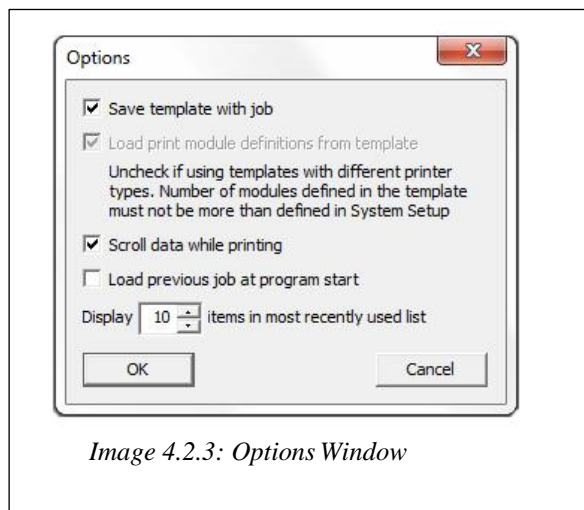 Options
Save template with job
Load print module definitions from template
Uncheck if using templates with different printer
types. Number of modules defined in the template
must not be more than defined in System Setup
Scroll data while printing
Load previous job at program start
Display 10 items in most recently used list
OK Cancel
Image 4.2.3: Options Window